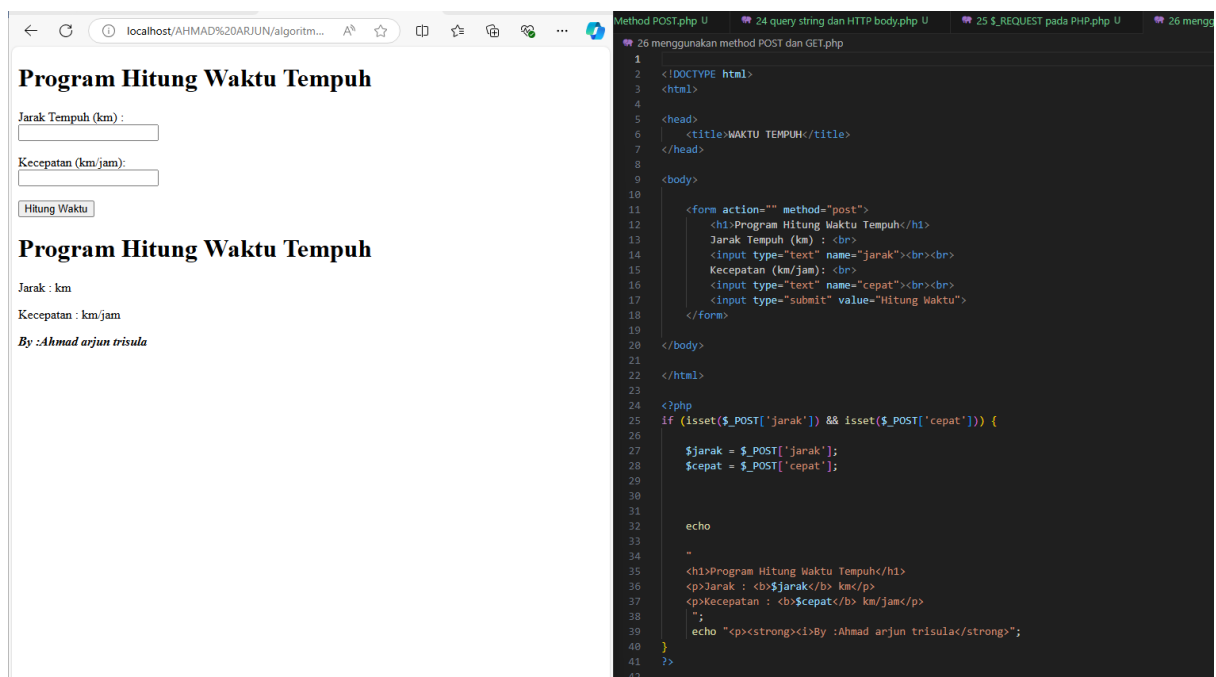 localhost/AHMAD%20ARJUN/algoritm...
Program Hitung Waktu Tempuh
Jarak Tempuh (km) :
Kecepatan (km/jam):
Hitung Waktu
Program Hitung Waktu Tempuh
Jarak : km
Kecepatan : km/jam
By :Ahmad arjun trisula
Method POST.php U 24 query string dan HTTP body.php U 25 $_REQUEST pada PHP.php U 26 mengg
26 menggunakan method POST dan GET.php
1
2 <!DOCTYPE html>
3 <html>
4
5 <head>
6 <title>WAKTU TEMPUH</title>
7 </head>
8
9 <body>
10
11 <form action="" method="post">
12 <h1>Program Hitung Waktu Tempuh</h1>
13 Jarak Tempuh (km) : <br>
14 <input type="text" name="jarak"><br><br>
15 Kecepatan (km/jam): <br>
16 <input type="text" name="cepat"><br><br>
17 <input type="submit" value="Hitung Waktu">
18 </form>
19
20 </body>
21
22 </html>
23
24 <?php
25 if (isset($_POST['jarak']) && isset($_POST['cepat'])) {
26
27 $jarak = $_POST['jarak'];
28 $cepat = $_POST['cepat'];
29
30
31
32 echo
33
34 "
35 <h1>Program Hitung Waktu Tempuh</h1>
36 <p>Jarak : <b>$jarak</b> km</p>
37 <p>Kecepatan : <b>$cepat</b> km/jam</p>
38 ";
39 echo "<p><strong><i>By :Ahmad arjun trisula</strong>";
40 }
41 ?>
42